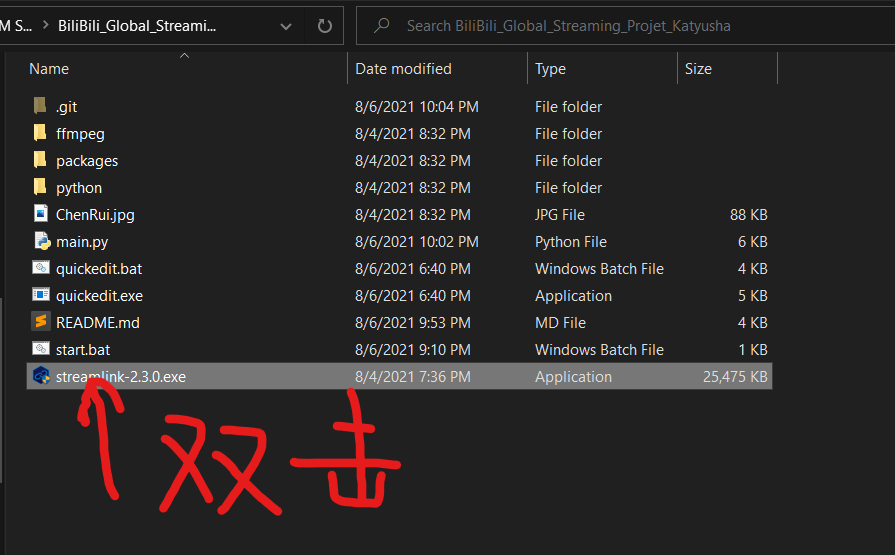 M S... > BiliBili_Global_Streami...
Search BiliBili_Global_Streaming_Projet_Katyusha
Name Date modified Type Size
.git 8/6/2021 10:04 PM File folder
ffmpeg 8/4/2021 8:32 PM File folder
packages 8/4/2021 8:32 PM File folder
python 8/4/2021 8:32 PM File folder
ChenRui.jpg 8/4/2021 8:32 PM JPG File 88 KB
main.py 8/6/2021 10:02 PM Python File 6 KB
quickedit.bat 8/6/2021 6:40 PM Windows Batch File 4 KB
quickedit.exe 8/6/2021 6:40 PM Application 5 KB
README.md 8/6/2021 9:53 PM MD File 4 KB
start.bat 8/6/2021 9:10 PM Windows Batch File 1 KB
streamlink-2.3.0.exe 8/4/2021 7:36 PM Application 25,475 KB
双击